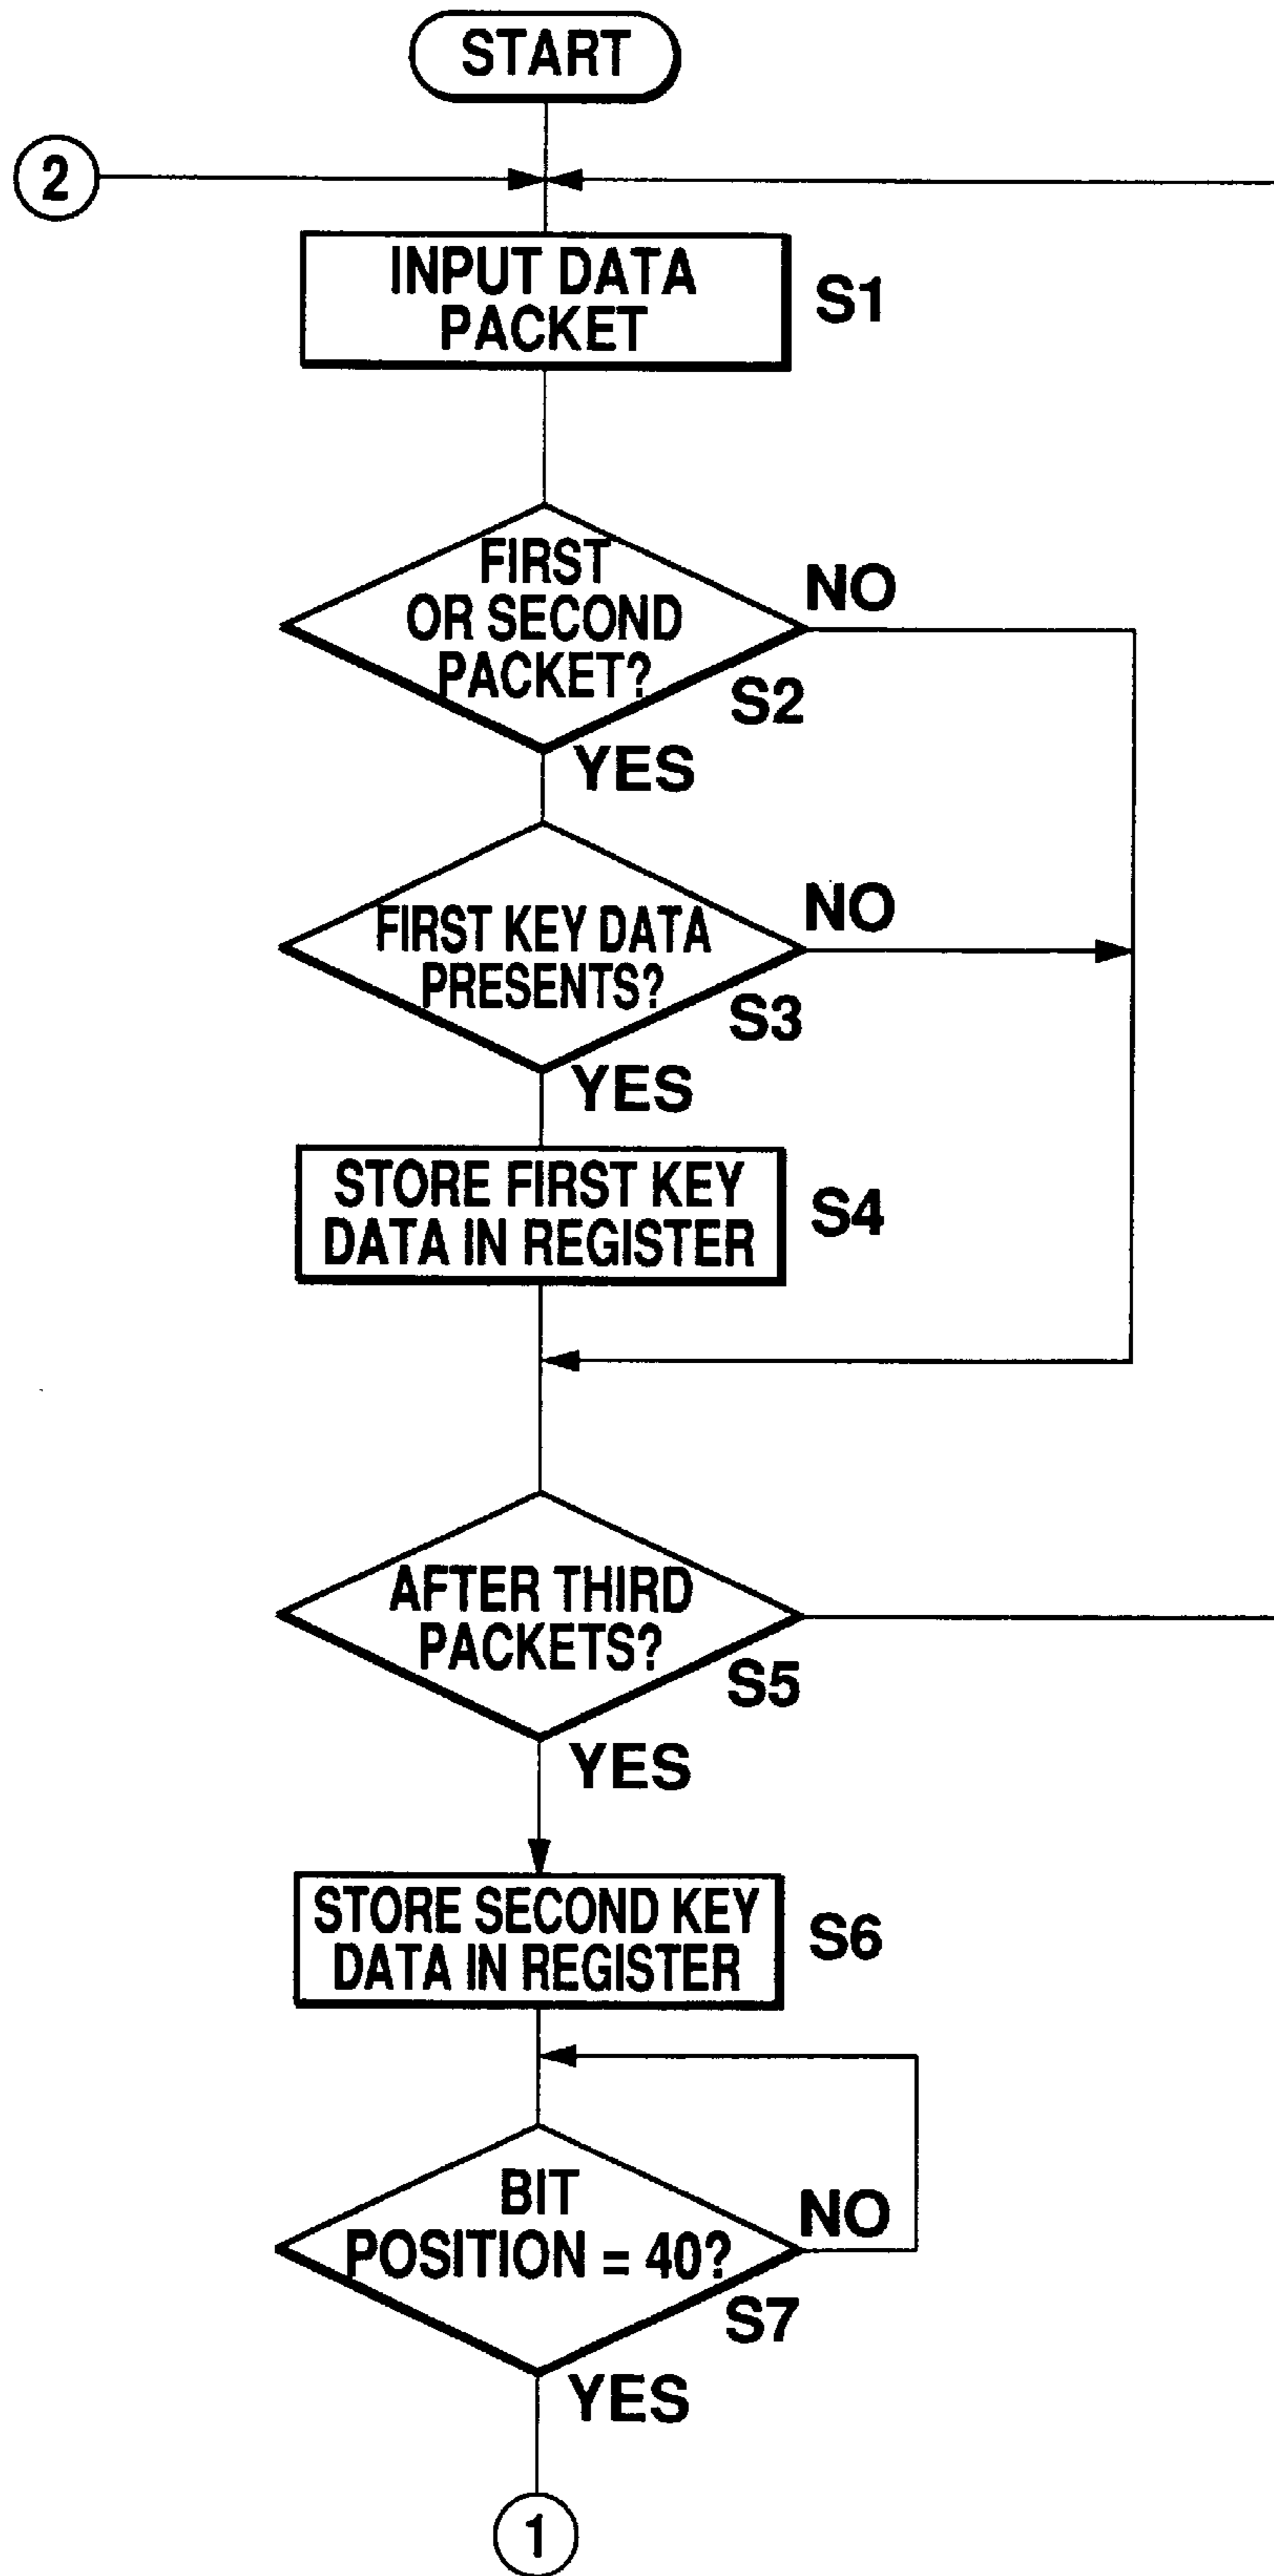 START
2
INPUT DATA
PACKET
S1
FIRST
OR SECOND
PACKET?
NO
S2
YES
FIRST KEY DATA
PRESENTS?
NO
S3
YES
STORE FIRST KEY
DATA IN REGISTER
S4
AFTER THIRD
PACKETS?
S5
YES
STORE SECOND KEY
DATA IN REGISTER
S6
BIT
POSITION = 40?
NO
S7
YES
1